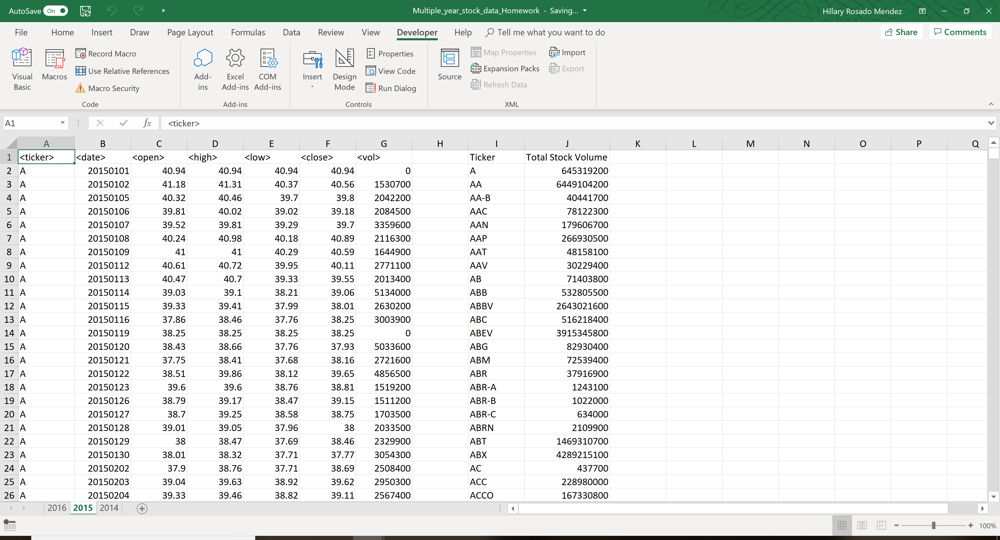 AutoSave On Multiple_year_stock_data_Homework - Saving... Hillary Rosado Mendez
File Home Insert Draw Page Layout Formulas Data Review View Developer Help Tell me what you want to do Share Comments
Visual Basic
Macros
Record Macro
Use Relative References
Macro Security
Code
Add-ins
Excel Add-ins
COM Add-ins
Add-ins
Insert
Design Mode
Properties
View Code
Run Dialog
Controls
Source
Map Properties
Expansion Packs
Refresh Data
Import
Export
XML
A1 fx <ticker>
A B C D E F G H I J K L M N O P Q
1 <ticker> <date> <open> <high> <low> <close> <vol> Ticker Total Stock Volume
2 A 20150101 40.94 40.94 40.94 40.94 0 A 645319200
3 A 20150102 41.18 41.31 40.37 40.56 1530700 AA 6449104200
4 A 20150105 40.32 40.46 39.7 39.8 2042200 AA-B 40441700
5 A 20150106 39.81 40.02 39.02 39.18 2084500 AAC 78122300
6 A 20150107 39.52 39.81 39.29 39.7 3359600 AAN 179606700
7 A 20150108 40.24 40.98 40.18 40.89 2116300 AAP 266930500
8 A 20150109 41 41 40.29 40.59 1644900 AAT 48158100
9 A 20150112 40.61 40.72 39.95 40.11 2771100 AAV 30229400
10 A 20150113 40.47 40.7 39.33 39.55 2013400 AB 71403800
11 A 20150114 39.03 39.1 38.21 39.06 5134000 ABB 532805500
12 A 20150115 39.33 39.41 37.99 38.01 2630200 ABBV 2643021600
13 A 20150116 37.86 38.46 37.76 38.25 3003900 ABC 516218400
14 A 20150119 38.25 38.25 38.25 38.25 0 ABEV 3915345800
15 A 20150120 38.43 38.66 37.76 37.93 5033600 ABG 82930400
16 A 20150121 37.75 38.41 37.68 38.16 2721600 ABM 72539400
17 A 20150122 38.51 39.86 38.12 39.65 4856500 ABR 37916900
18 A 20150123 39.6 39.6 38.76 38.81 1519200 ABR-A 1243100
19 A 20150126 38.79 39.17 38.47 39.15 1511200 ABR-B 1022000
20 A 20150127 38.7 39.25 38.58 38.75 1703500 ABR-C 634000
21 A 20150128 39.01 39.05 37.96 38 2033500 ABRN 2109900
22 A 20150129 38 38.47 37.69 38.46 2329900 ABT 1469310700
23 A 20150130 38.01 38.32 37.71 37.77 3054300 ABX 4289215100
24 A 20150202 37.9 38.76 37.71 38.69 2508400 AC 437700
25 A 20150203 39.04 39.63 38.92 39.62 2950300 ACC 228980000
26 A 20150204 39.33 39.46 38.82 39.11 2567400 ACCO 167330800
2016 2015 2014
100%